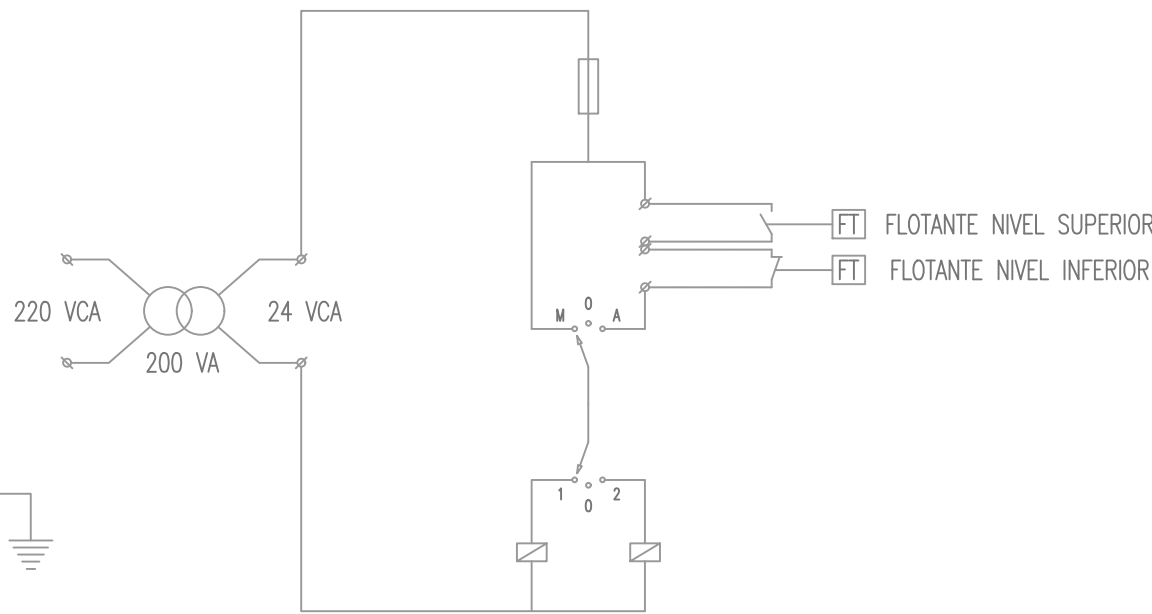 FT FLOTANTE NIVEL SUPERIOR
FT FLOTANTE NIVEL INFERIOR
0
M A
220 VCA 24 VCA
200 VA
1 2
0